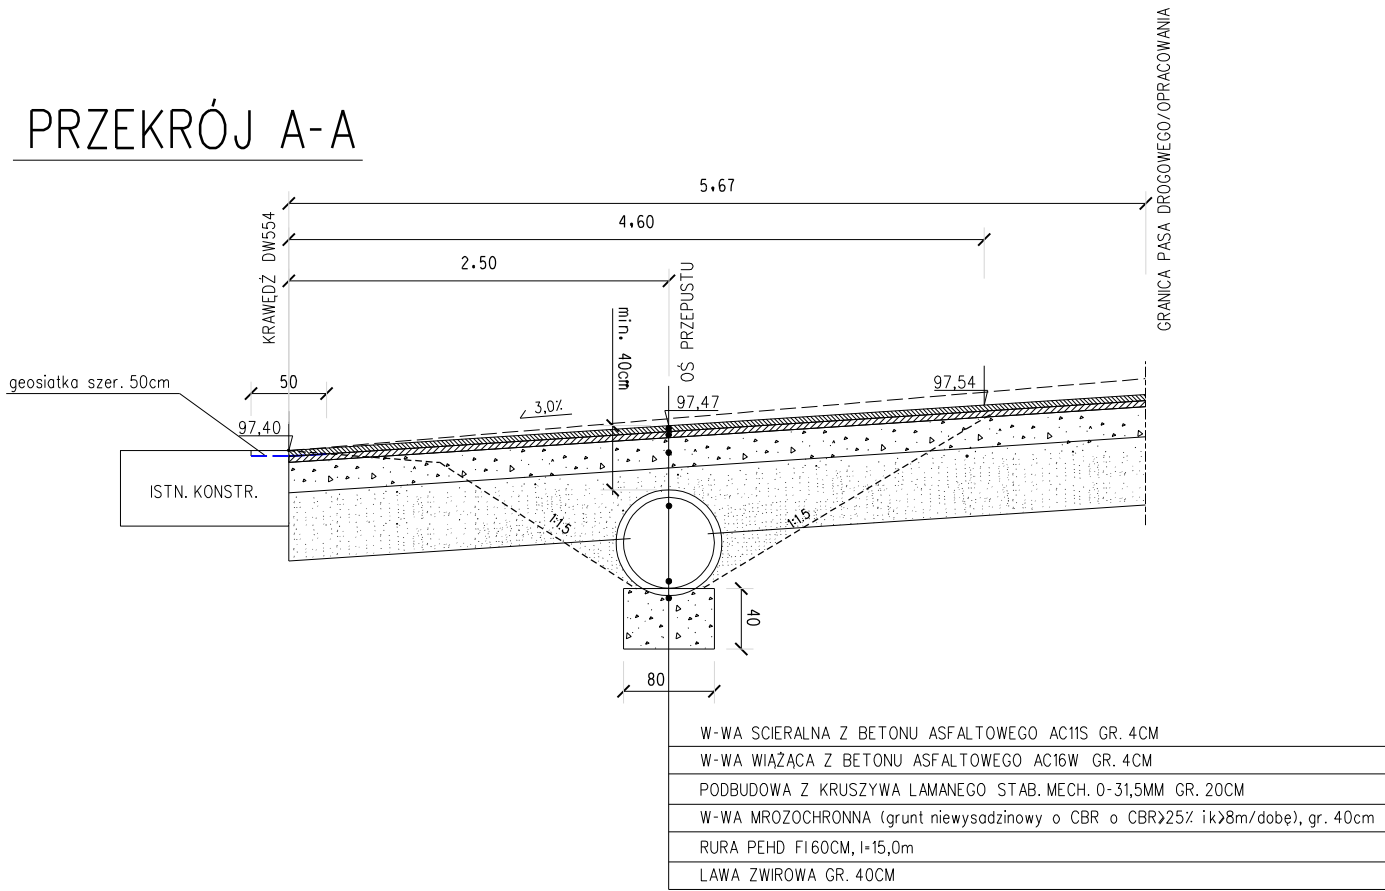 PRZEKRÓJ A-A
5.67
4.60
2.50
KRAWĘDŹ DW554
OŚ PRZEPUSTU
GRANICA PASA DROGOWEGO/OPRACOWANIA
min. 40cm
geosiatka szer. 50cm
50
97,40
3,0%
97,47
97,54
ISTN. KONSTR.
1:1.5
1:1.5
40
80
W-WA SCIERALNA Z BETONU ASFALTOWEGO AC11S GR. 4CM
W-WA WIĄŻĄCA Z BETONU ASFALTOWEGO AC16W GR. 4CM
PODBUDOWA Z KRUSZYWA LAMANEGO STAB. MECH. 0-31,5MM GR. 20CM
W-WA MROZOCHRONNA (grunt niewysadzinowy o CBR o CBR>25% i k>8m/dobę), gr. 40cm
RURA PEHD FI 60CM, l=15,0m
LAWA ZWIROWA GR. 40CM